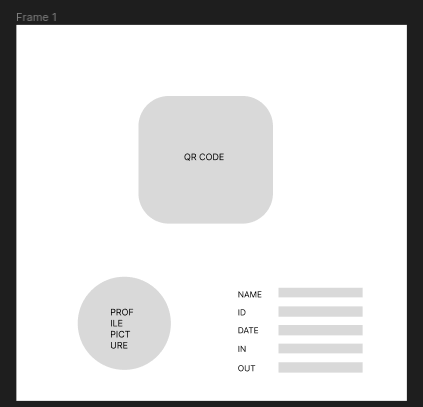 Frame 1
QR CODE
PROF
ILE
PICT
URE
NAME
ID
DATE
IN
OUT